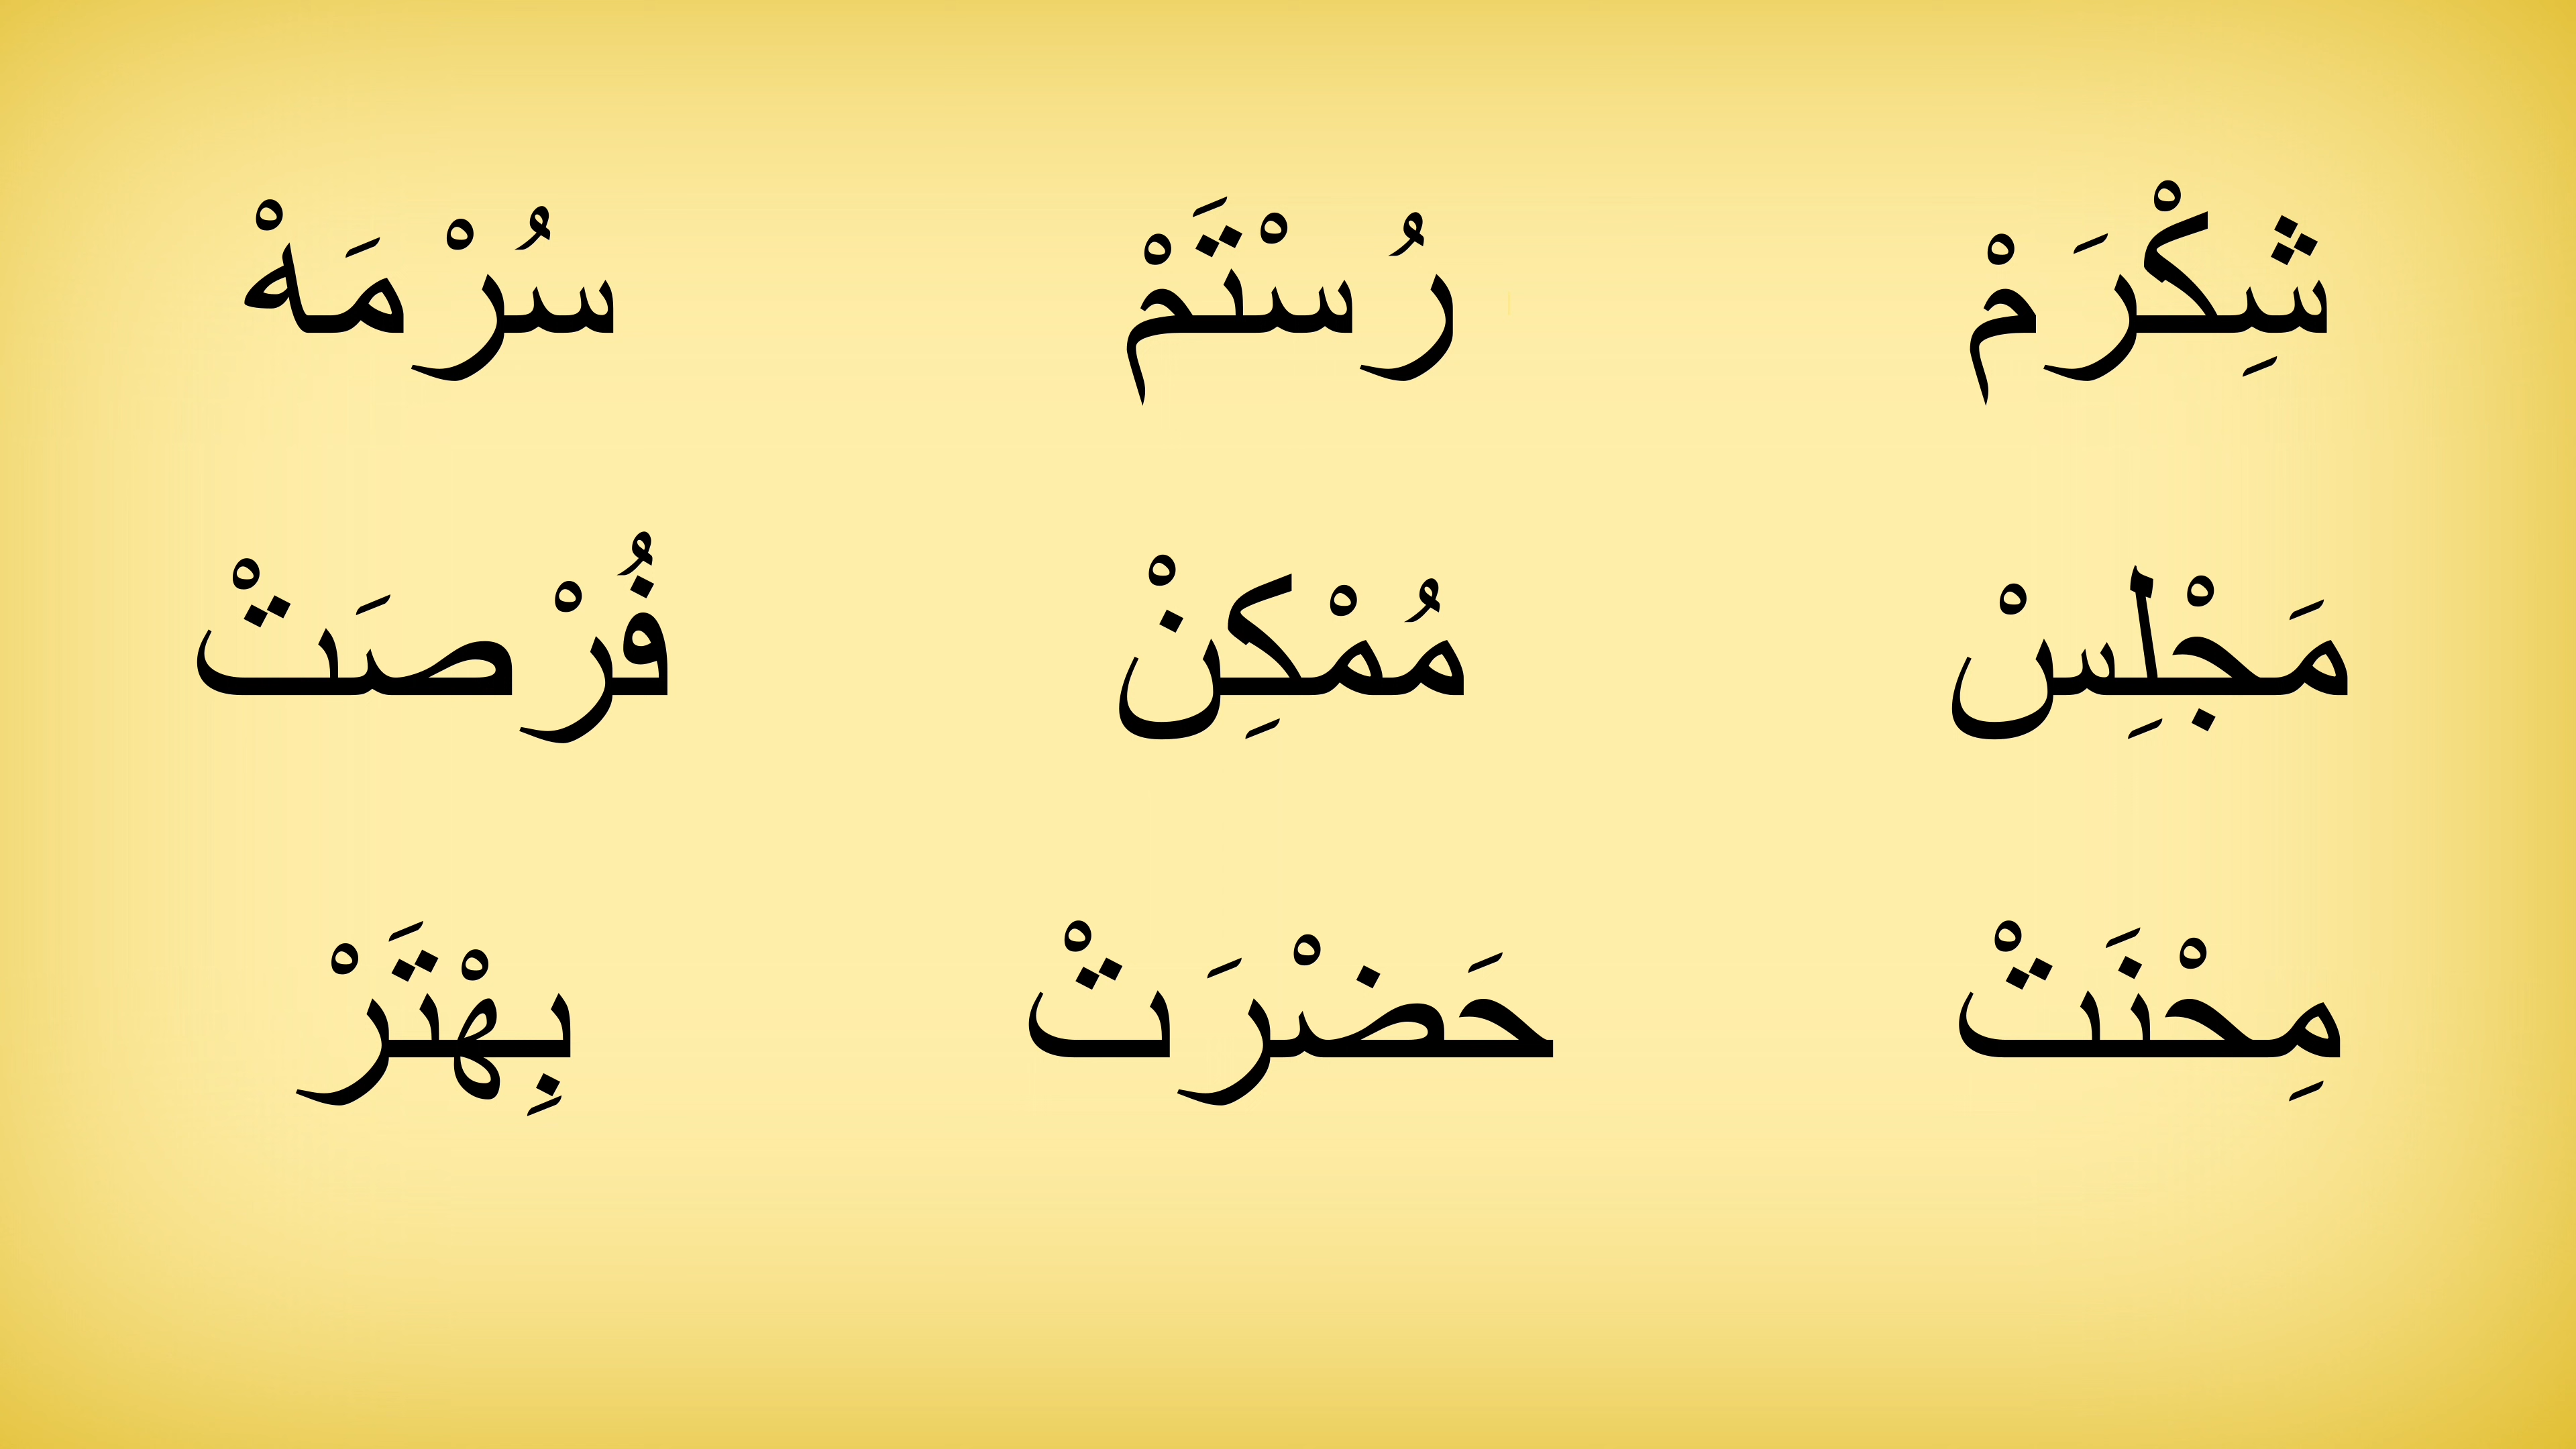 شِكْرَمْ رُسْتَمْ سُرْمَهْ
مَجْلِسْ مُمْكِنْ فُرْصَتْ
مِحْنَتْ حَضْرَتْ بِهْتَرْ